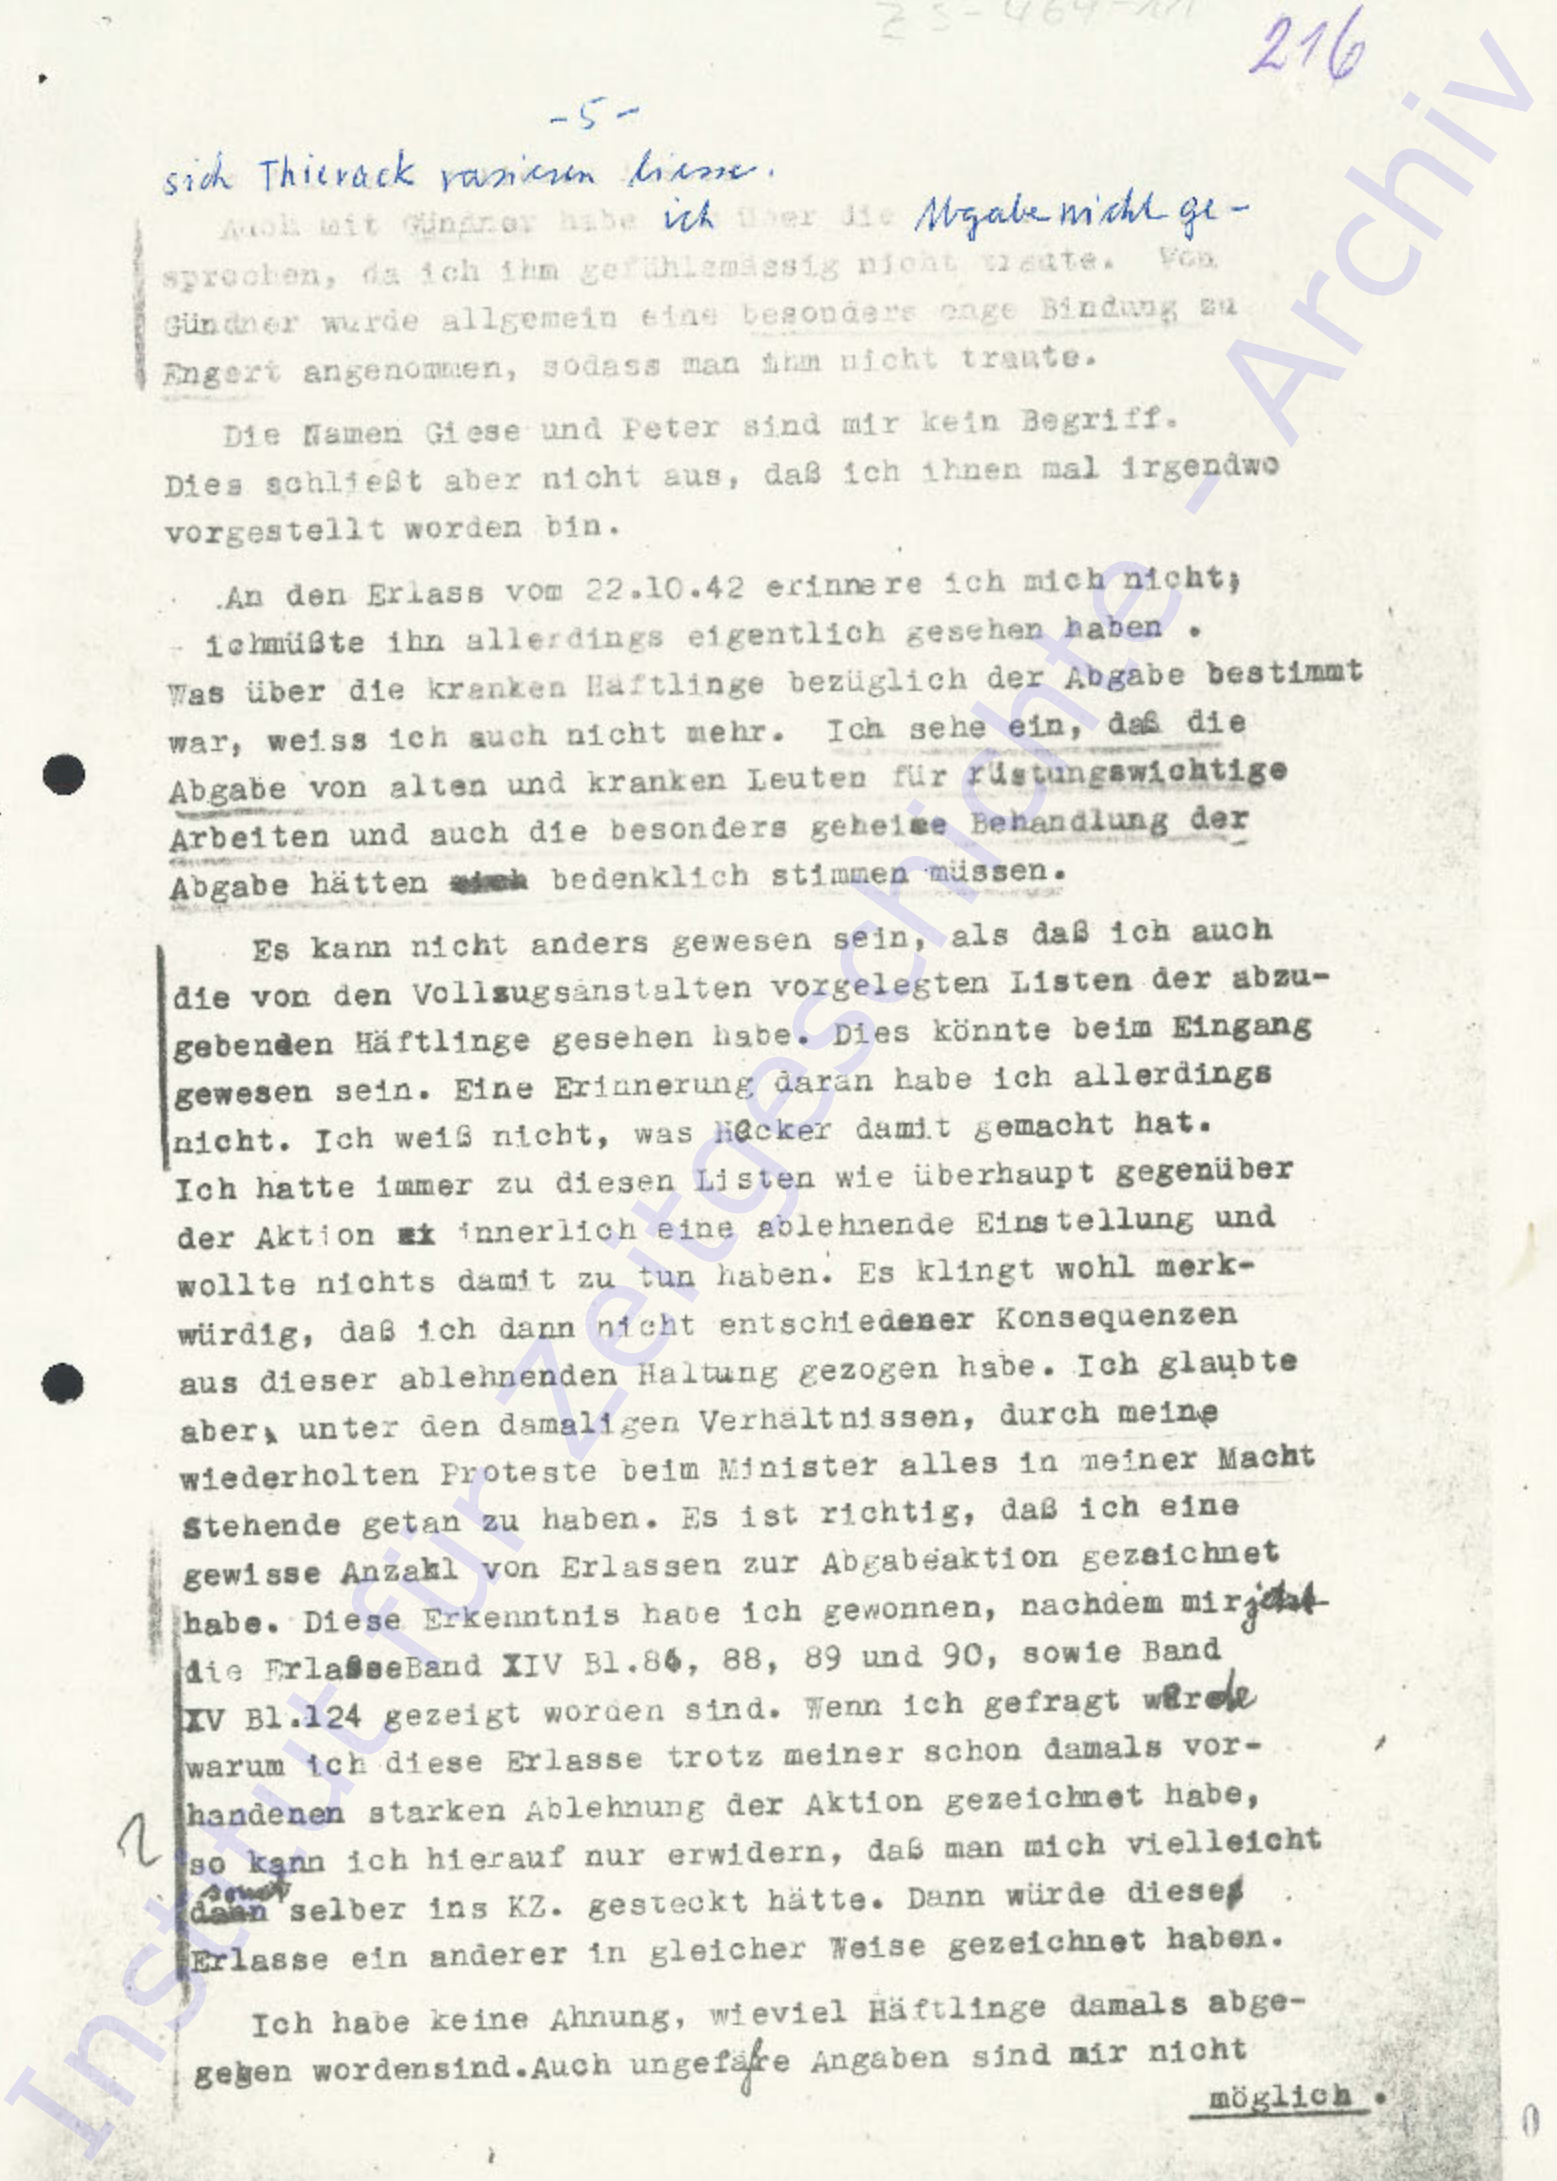 ZS-469-11
216
- 5 -
sich Thierack rasieren liesse.
Auch mit Gündner habe ich über die Abgabe nicht ge-
sprochen, da ich ihm gefühlsmässig nicht traute. Von
Gündner wurde allgemein eine besonders enge Bindung zu
Engert angenommen, sodass man ihm nicht traute.
Die Namen Giese und Peter sind mir kein Begriff.
Dies schließt aber nicht aus, daß ich ihnen mal irgendwo
vorgestellt worden bin.
An den Erlass vom 22.10.42 erinnere ich mich nicht;
ichmüßte ihn allerdings eigentlich gesehen haben .
Was über die kranken Häftlinge bezüglich der Abgabe bestimmt
war, weiss ich auch nicht mehr. Ich sehe ein, daß die
Abgabe von alten und kranken Leuten für rüstungswichtige
Arbeiten und auch die besonders geheime Behandlung der
Abgabe hätten bedenklich stimmen müssen.
Es kann nicht anders gewesen sein, als daß ich auch
die von den Vollzugsanstalten vorgelegten Listen der abzu-
gebenden Häftlinge gesehen habe. Dies könnte beim Eingang
gewesen sein. Eine Erinnerung daran habe ich allerdings
nicht. Ich weiß nicht, was Hecker damit gemacht hat.
Ich hatte immer zu diesen Listen wie überhaupt gegenüber
der Aktion innerlich eine ablehnende Einstellung und
wollte nichts damit zu tun haben. Es klingt wohl merk-
würdig, daß ich dann nicht entschiedener Konsequenzen
aus dieser ablehnenden Haltung gezogen habe. Ich glaubte
aber, unter den damaligen Verhältnissen, durch meine
wiederholten Proteste beim Minister alles in meiner Macht
Stehende getan zu haben. Es ist richtig, daß ich eine
gewisse Anzahl von Erlassen zur Abgabeaktion gezeichnet
habe. Diese Erkenntnis habe ich gewonnen, nachdem mir jetzt
die ErlasseBand XIV Bl.86, 88, 89 und 90, sowie Band
XV Bl.124 gezeigt worden sind. Wenn ich gefragt werde
warum ich diese Erlasse trotz meiner schon damals vor-
handenen starken Ablehnung der Aktion gezeichnet habe,
so kann ich hierauf nur erwidern, daß man mich vielleicht
sonst
dann selber ins KZ. gesteckt hätte. Dann würde diese
Erlasse ein anderer in gleicher Weise gezeichnet haben.
Ich habe keine Ahnung, wieviel Häftlinge damals abge-
geben wordensind.Auch ungefähre Angaben sind mir nicht
möglich .
0
Institut für Zeitgeschichte - Archiv